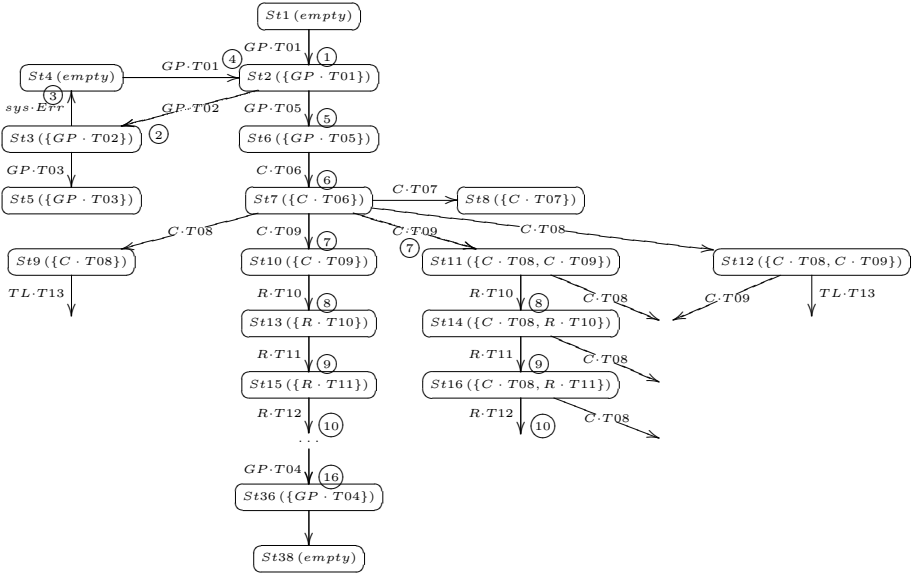 St1 (empty)
GP·T01
1
4
GP·T01
St4 (empty)
St2 ({GP · T01})
3
sys·Err
GP·T02
GP·T05
5
2
St3 ({GP · T02})
St6 ({GP · T05})
GP·T03
C·T06
6
St5 ({GP · T03})
St7 ({C · T06})
C·T07
St8 ({C · T07})
C·T08
C·T09
7
C·T09
7
C·T08
St9 ({C · T08})
St10 ({C · T09})
St11 ({C · T08, C · T09})
St12 ({C · T08, C · T09})
TL·T13
R·T10
8
R·T10
8
C·T08
C·T09
TL·T13
St13 ({R · T10})
St14 ({C · T08, R · T10})
R·T11
9
R·T11
9
C·T08
St15 ({R · T11})
St16 ({C · T08, R · T11})
R·T12
10
R·T12
10
C·T08
...
GP·T04
16
St36 ({GP · T04})
St38 (empty)